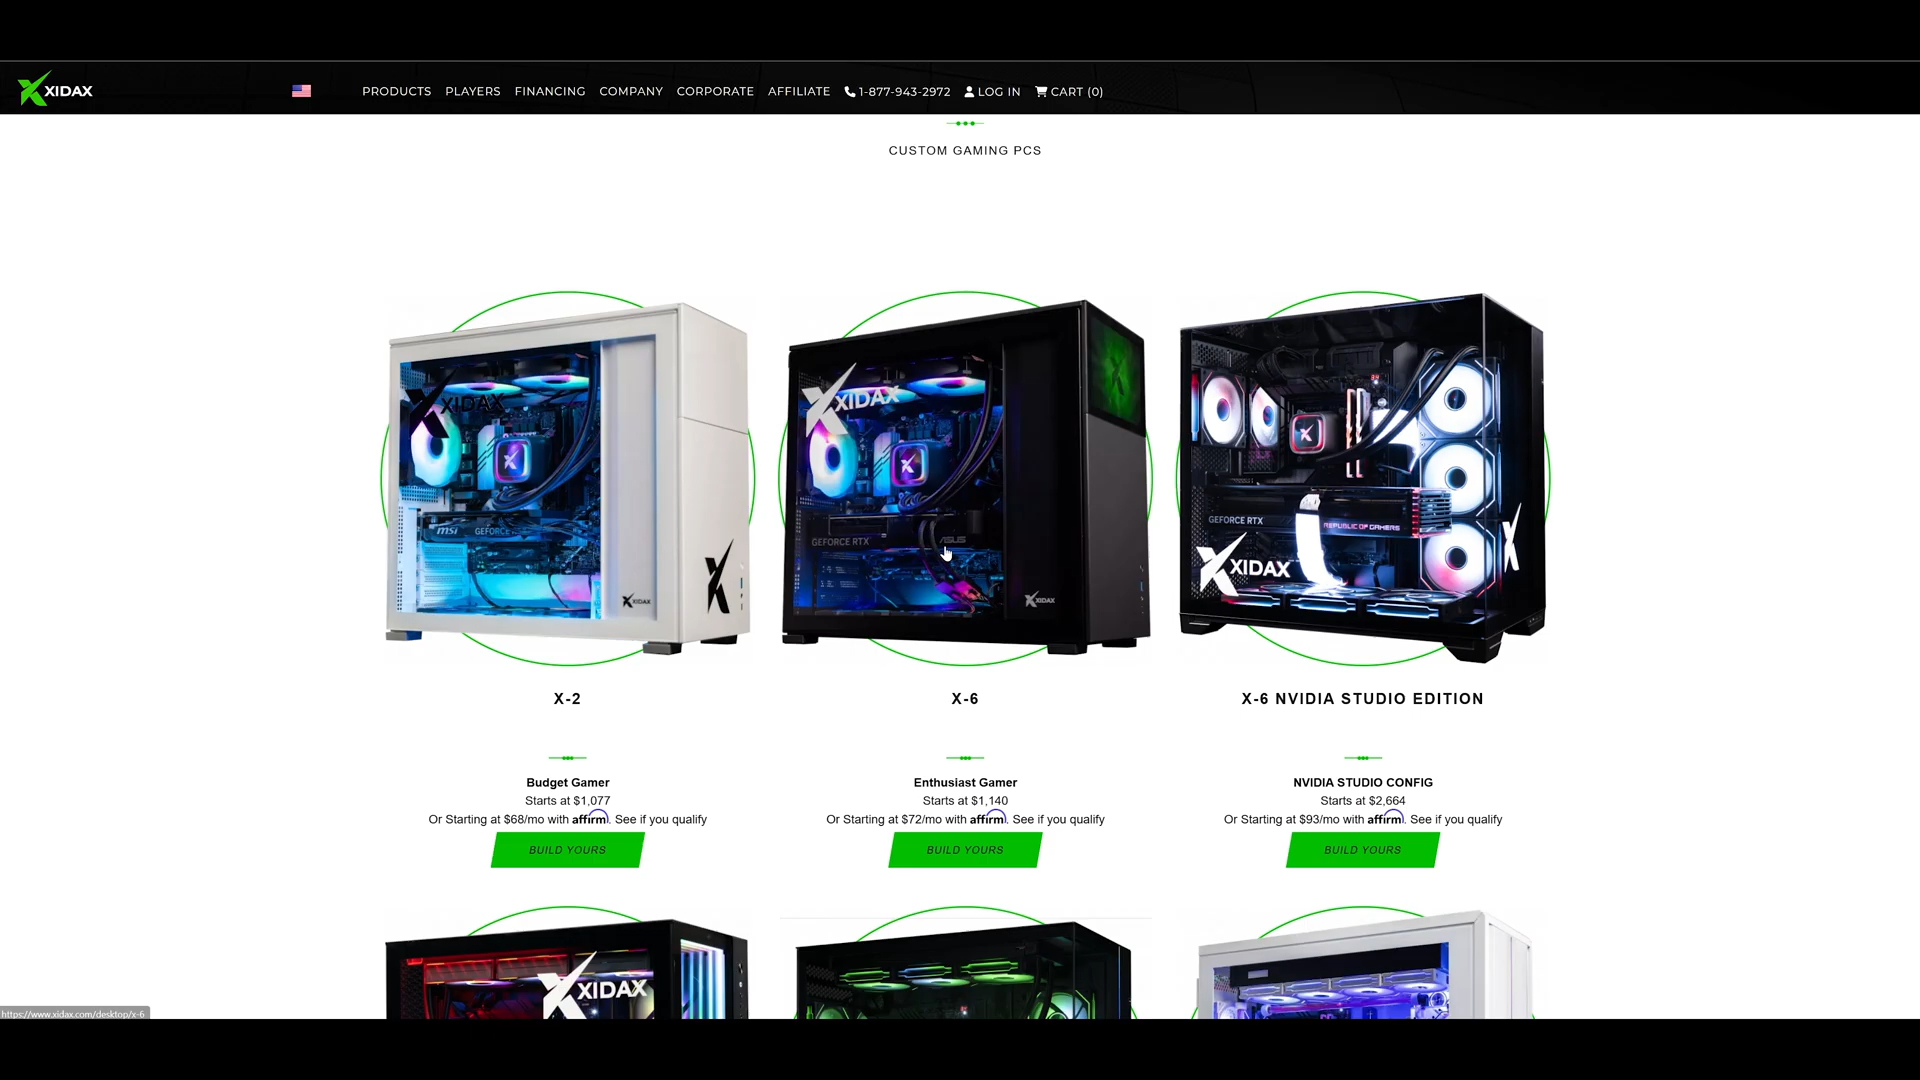 XIDAX
PRODUCTS PLAYERS FINANCING COMPANY CORPORATE AFFILIATE 1-877-943-2972 LOG IN CART (0)
CUSTOM GAMING PCS
XIDAX
msi GEFORCE RTX
XIDAX
XIDAX
GEFORCE RTX ASUS
XIDAX
GEFORCE RTX REPUBLIC OF GAMERS
XIDAX
X-2
X-6
X-6 NVIDIA STUDIO EDITION
Budget Gamer
Starts at $1,077
Or Starting at $68/mo with affirm. See if you qualify
BUILD YOURS
Enthusiast Gamer
Starts at $1,140
Or Starting at $72/mo with affirm. See if you qualify
BUILD YOURS
NVIDIA STUDIO CONFIG
Starts at $2,664
Or Starting at $93/mo with affirm. See if you qualify
BUILD YOURS
XIDAX
https://www.xidax.com/desktop/x-6